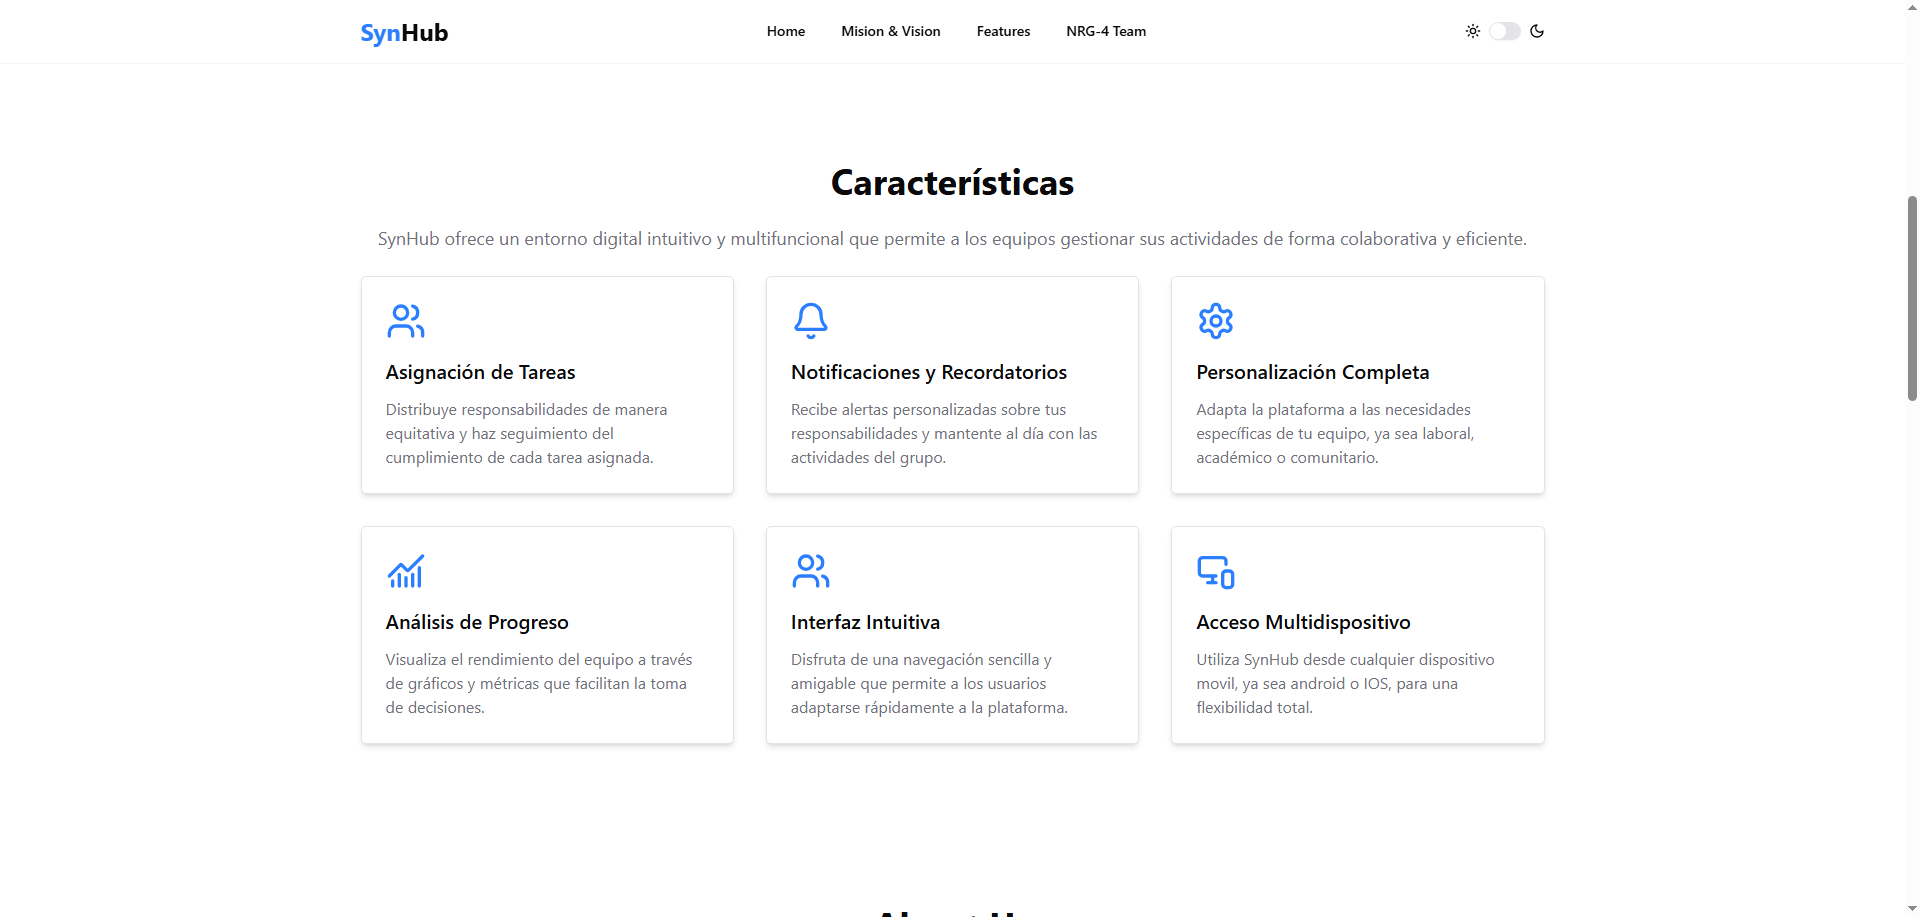 SynHub
Home
Mision & Vision
Features
NRG-4 Team
Características
SynHub ofrece un entorno digital intuitivo y multifuncional que permite a los equipos gestionar sus actividades de forma colaborativa y eficiente.
Asignación de Tareas
Distribuye responsabilidades de manera
equitativa y haz seguimiento del
cumplimiento de cada tarea asignada.
Notificaciones y Recordatorios
Recibe alertas personalizadas sobre tus
responsabilidades y mantente al día con las
actividades del grupo.
Personalización Completa
Adapta la plataforma a las necesidades
específicas de tu equipo, ya sea laboral,
académico o comunitario.
Análisis de Progreso
Visualiza el rendimiento del equipo a través
de gráficos y métricas que facilitan la toma
de decisiones.
Interfaz Intuitiva
Disfruta de una navegación sencilla y
amigable que permite a los usuarios
adaptarse rápidamente a la plataforma.
Acceso Multidispositivo
Utiliza SynHub desde cualquier dispositivo
movil, ya sea android o IOS, para una
flexibilidad total.